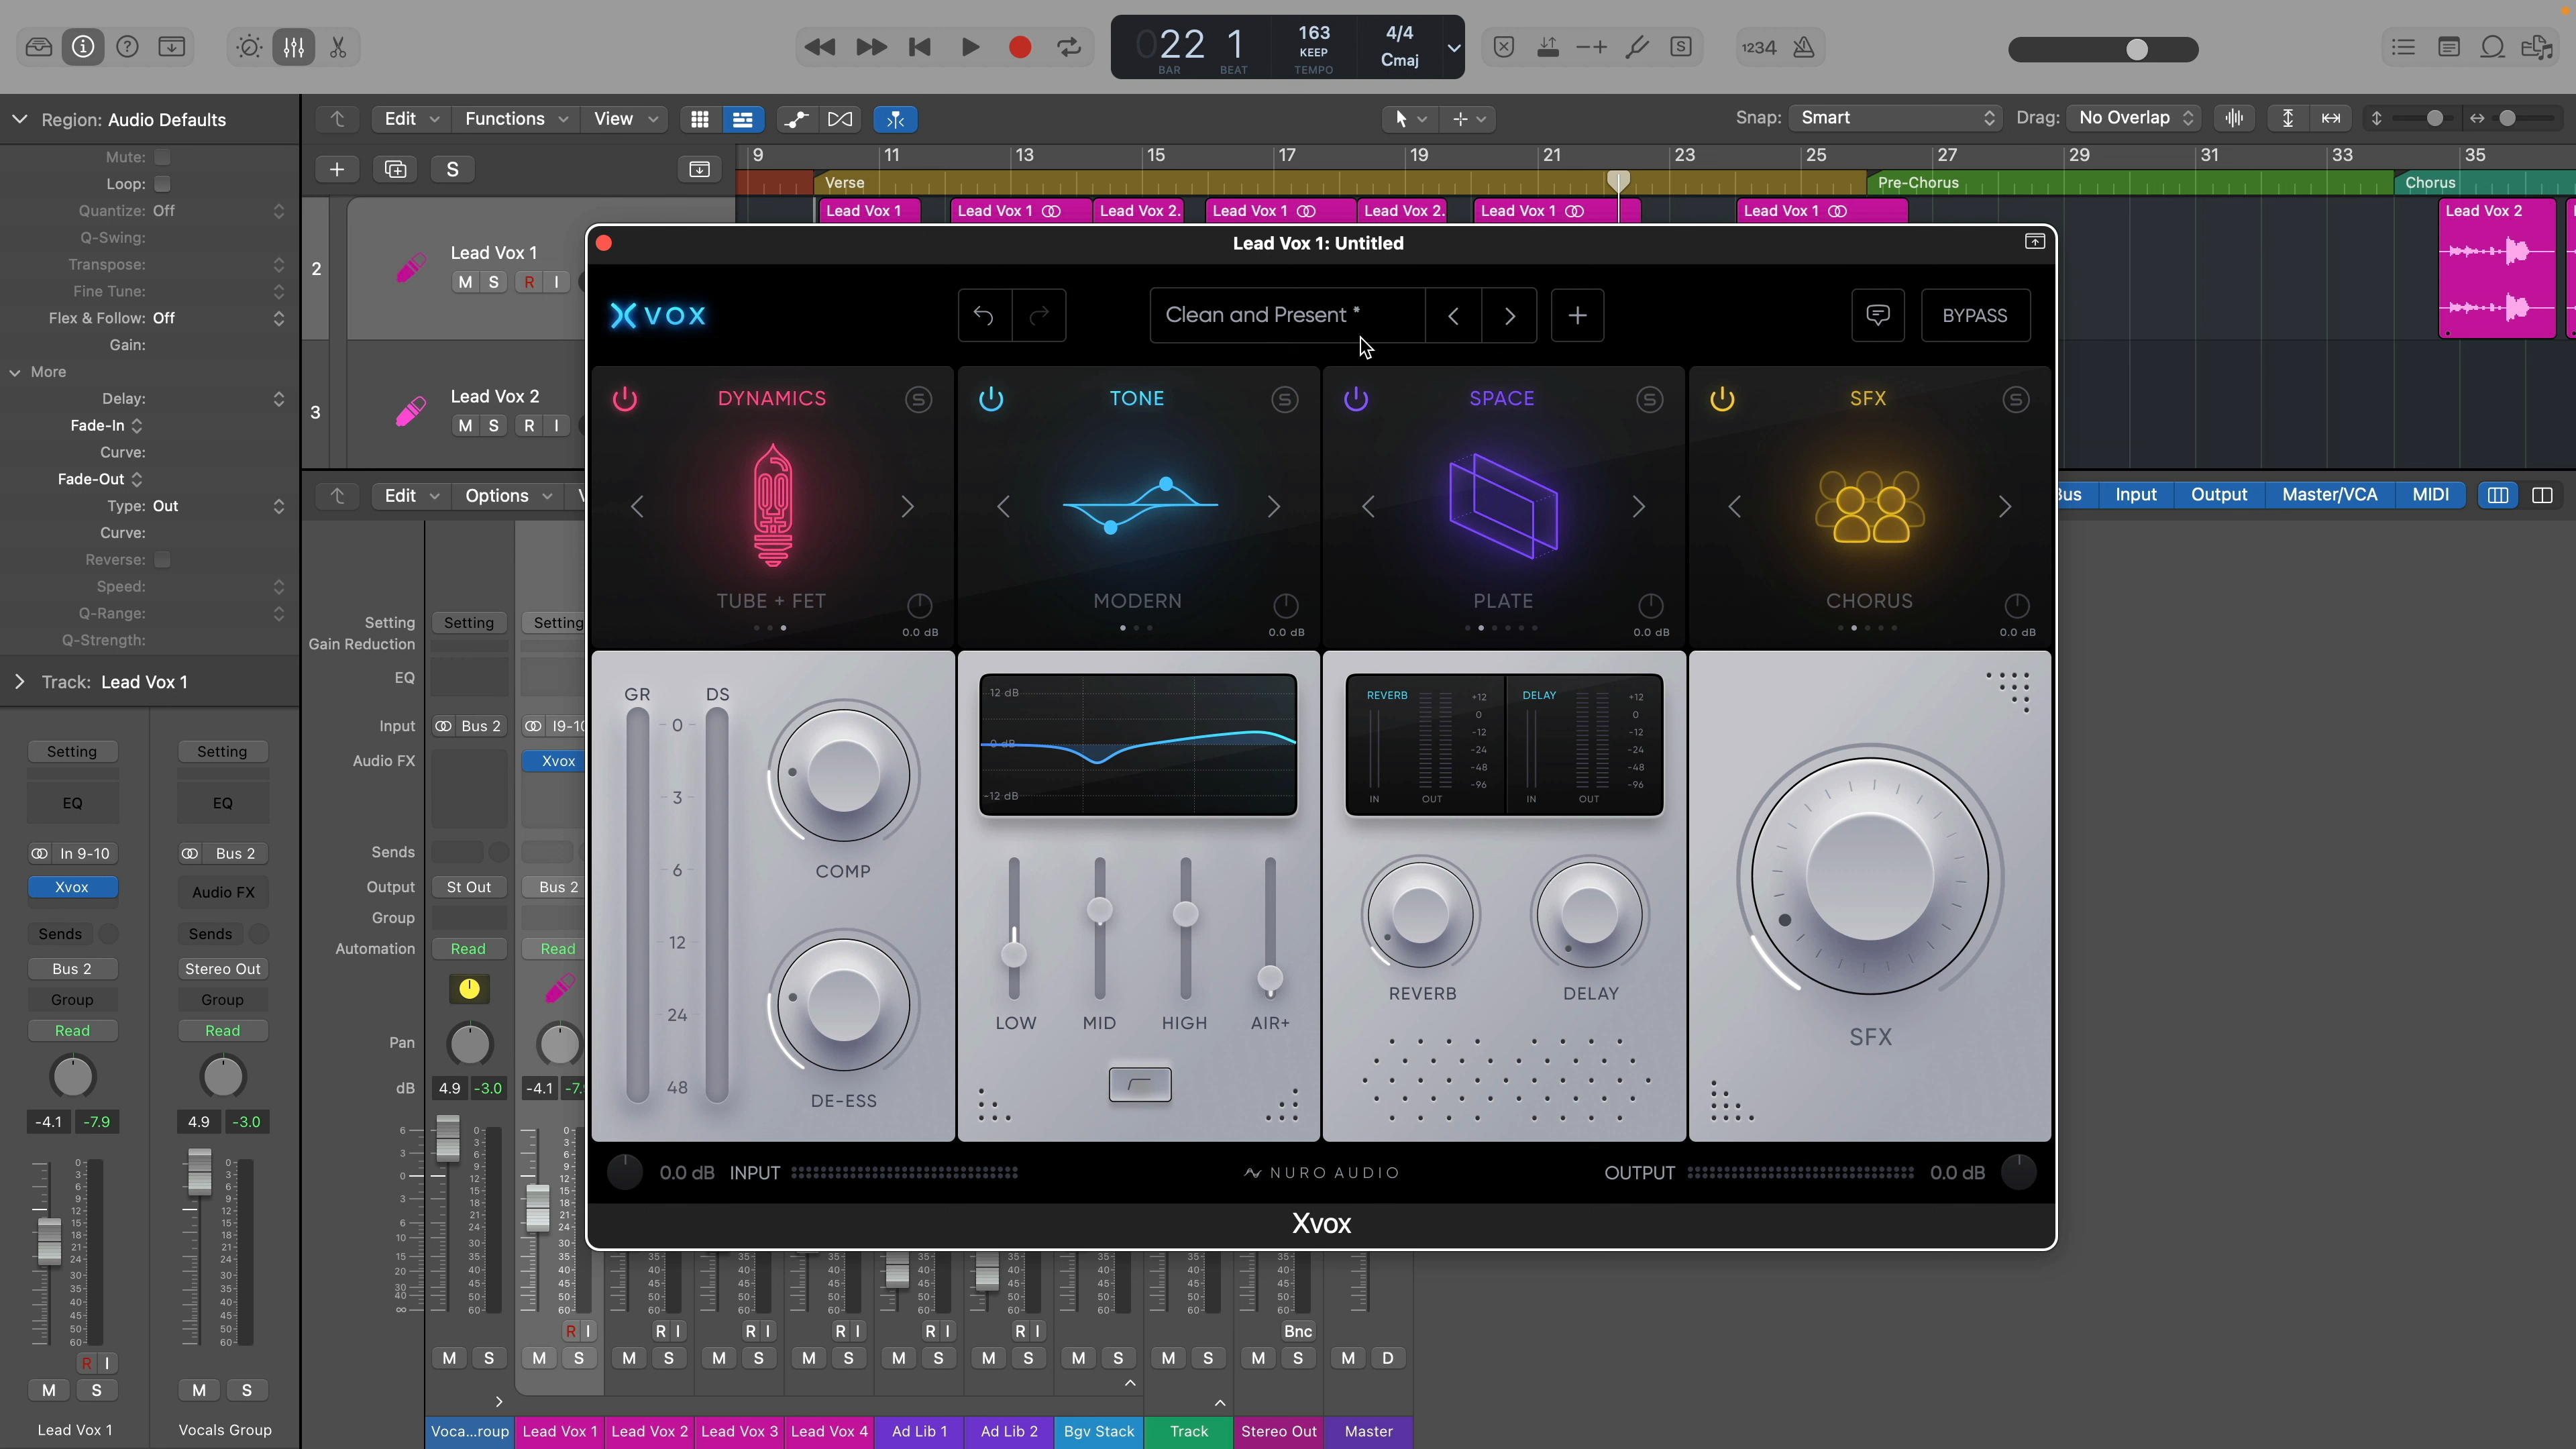 22 1
163
KEEP
4/4
Cmaj
BAR BEAT TEMPO
1234
Region: Audio Defaults
Edit Functions View
Snap: Smart Drag: No Overlap
Mute:
Loop:
Quantize: Off
Q-Swing:
Transpose:
Fine Tune:
Flex & Follow: Off
Gain:
More
Delay:
Fade-In
Curve:
Fade-Out
Type: Out
Curve:
Reverse:
Speed:
Q-Range:
Q-Strength:
Track: Lead Vox 1
S
9 11 13 15 17 19 21 23 25 27 29 31 33 35
Verse Pre-Chorus Chorus
Lead Vox 1 Lead Vox 1 Lead Vox 2. Lead Vox 1 Lead Vox 2. Lead Vox 1 Lead Vox 1 Lead Vox 2
2 Lead Vox 1
M S R I
3 Lead Vox 2
M S R I
Edit Options
Input Output Master/VCA MIDI
Lead Vox 1: Untitled
XVOX
Clean and Present *
BYPASS
DYNAMICS S TONE S SPACE S SFX S
TUBE + FET MODERN PLATE CHORUS
0.0 dB 0.0 dB 0.0 dB 0.0 dB
GR DS
0
3
6
12
24
48
COMP
DE-ESS
12 dB
0 dB
-12 dB
LOW MID HIGH AIR+
REVERB +12 0 -12 -24 -48 -96 IN OUT
DELAY +12 0 -12 -24 -48 -96 IN OUT
REVERB DELAY
SFX
0.0 dB INPUT NURO AUDIO OUTPUT 0.0 dB
Xvox
Setting Setting Setting
Gain Reduction
EQ
Input Bus 2 I9-10
Audio FX Xvox
Sends
Output St Out Bus 2
Group
Automation Read Read
Pan
dB 4.9 -3.0 -4.1
Setting Setting
EQ EQ
In 9-10 Bus 2
Xvox Audio FX
Sends Sends
Bus 2 Stereo Out
Group Group
Read Read
-4.1 -7.9 4.9 -3.0
R I
M S M S
Lead Vox 1 Vocals Group
R I R I R I R I R I R I Bnc
M S M S M S M S M S M S M S M S M S M S M D
Voca...roup Lead Vox 1 Lead Vox 2 Lead Vox 3 Lead Vox 4 Ad Lib 1 Ad Lib 2 Bgv Stack Track Stereo Out Master